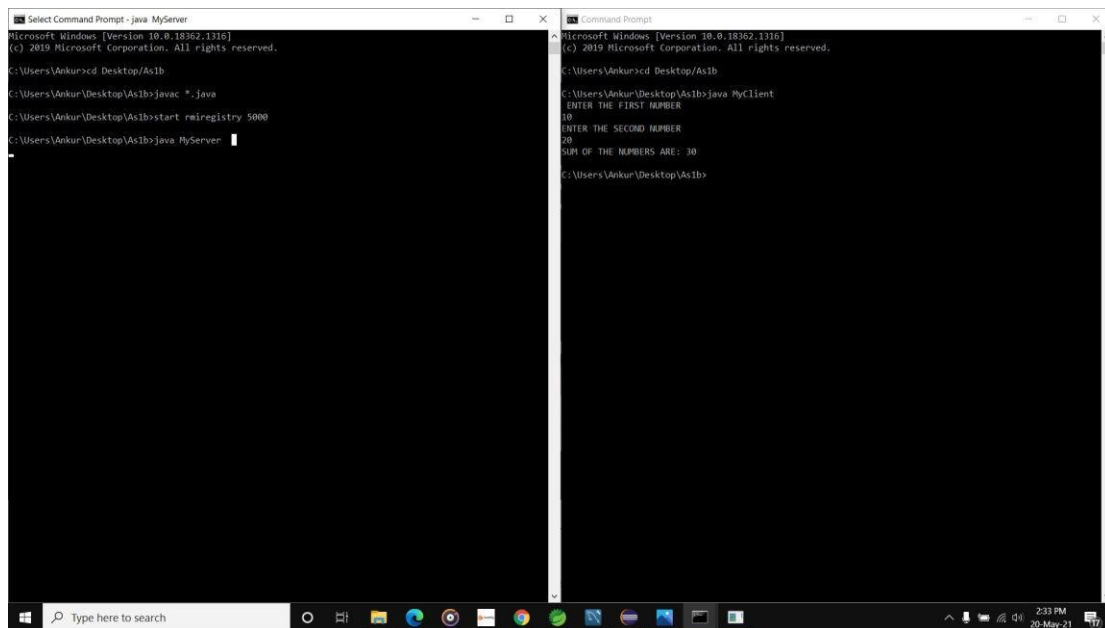 Select Command Prompt - java MyServer
Microsoft Windows [Version 10.0.18362.1316]
(c) 2019 Microsoft Corporation. All rights reserved.
C:\Users\Ankur>cd Desktop/As1b
C:\Users\Ankur\Desktop\As1b>javac *.java
C:\Users\Ankur\Desktop\As1b>start rmiregistry 5000
C:\Users\Ankur\Desktop\As1b>java MyServer
Command Prompt
Microsoft Windows [Version 10.0.18362.1316]
(c) 2019 Microsoft Corporation. All rights reserved.
C:\Users\Ankur>cd Desktop/As1b
C:\Users\Ankur\Desktop\As1b>java MyClient
ENTER THE FIRST NUMBER
10
ENTER THE SECOND NUMBER
20
SUM OF THE NUMBERS ARE: 30
C:\Users\Ankur\Desktop\As1b>
Type here to search
2:33 PM
20-May-21
17